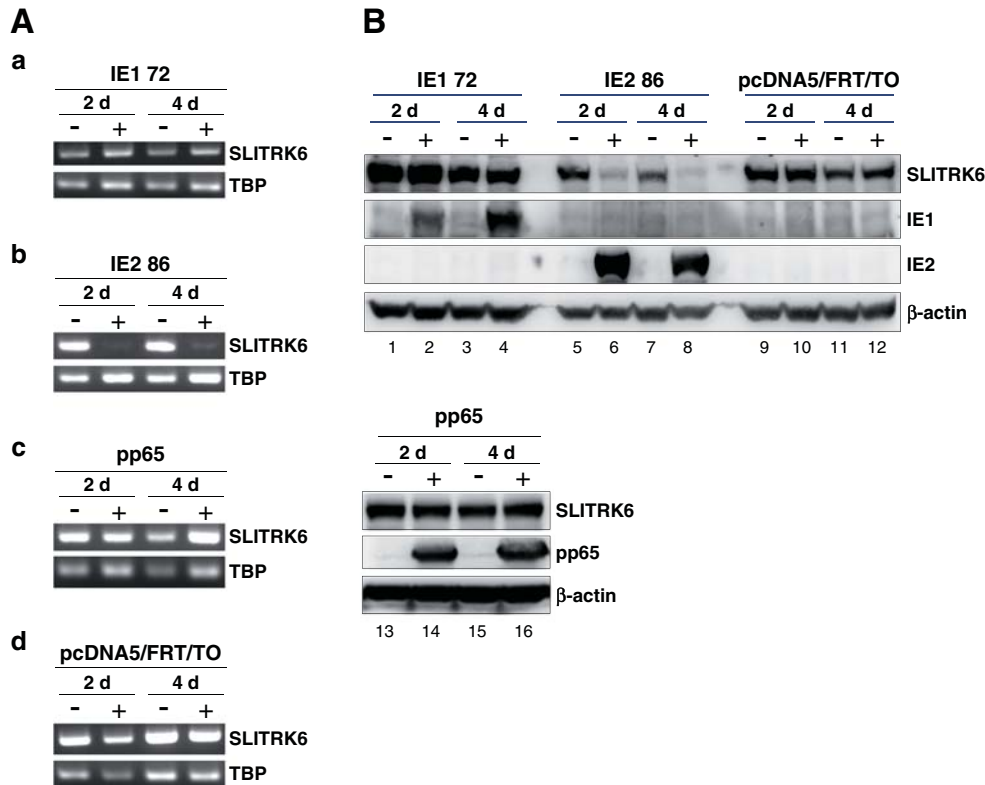 A
a
IE1 72
2 d 4 d
- + - +
SLITRK6
TBP
b
IE2 86
2 d 4 d
- + - +
SLITRK6
TBP
c
pp65
2 d 4 d
- + - +
SLITRK6
TBP
d
pcDNA5/FRT/TO
2 d 4 d
- + - +
SLITRK6
TBP
B
IE1 72 IE2 86 pcDNA5/FRT/TO
2 d 4 d 2 d 4 d 2 d 4 d
- + - + - + - + - + - +
SLITRK6
IE1
IE2
β-actin
1 2 3 4 5 6 7 8 9 10 11 12
pp65
2 d 4 d
- + - +
SLITRK6
pp65
β-actin
13 14 15 16